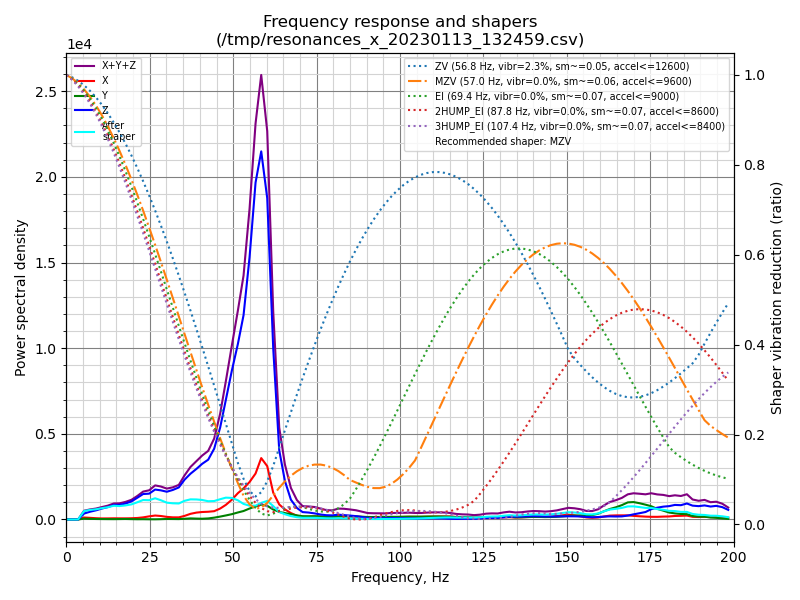 Frequency response and shapers
(/tmp/resonances_x_20230113_132459.csv)
1e4
X+Y+Z
X
Y
Z
after
shaper
ZV (56.8 Hz, vibr=2.3%, sm~=0.05, accel<=12600)
MZV (57.0 Hz, vibr=0.0%, sm~=0.06, accel<=9600)
EI (69.4 Hz, vibr=0.0%, sm~=0.07, accel<=9000)
2HUMP_EI (87.8 Hz, vibr=0.0%, sm~=0.07, accel<=8600)
3HUMP_EI (107.4 Hz, vibr=0.0%, sm~=0.07, accel<=8400)
Recommended shaper: MZV
2.5
2.0
1.5
1.0
0.5
0.0
Power spectral density
1.0
0.8
0.6
0.4
0.2
0.0
Shaper vibration reduction (ratio)
0 25 50 75 100 125 150 175 200
Frequency, Hz